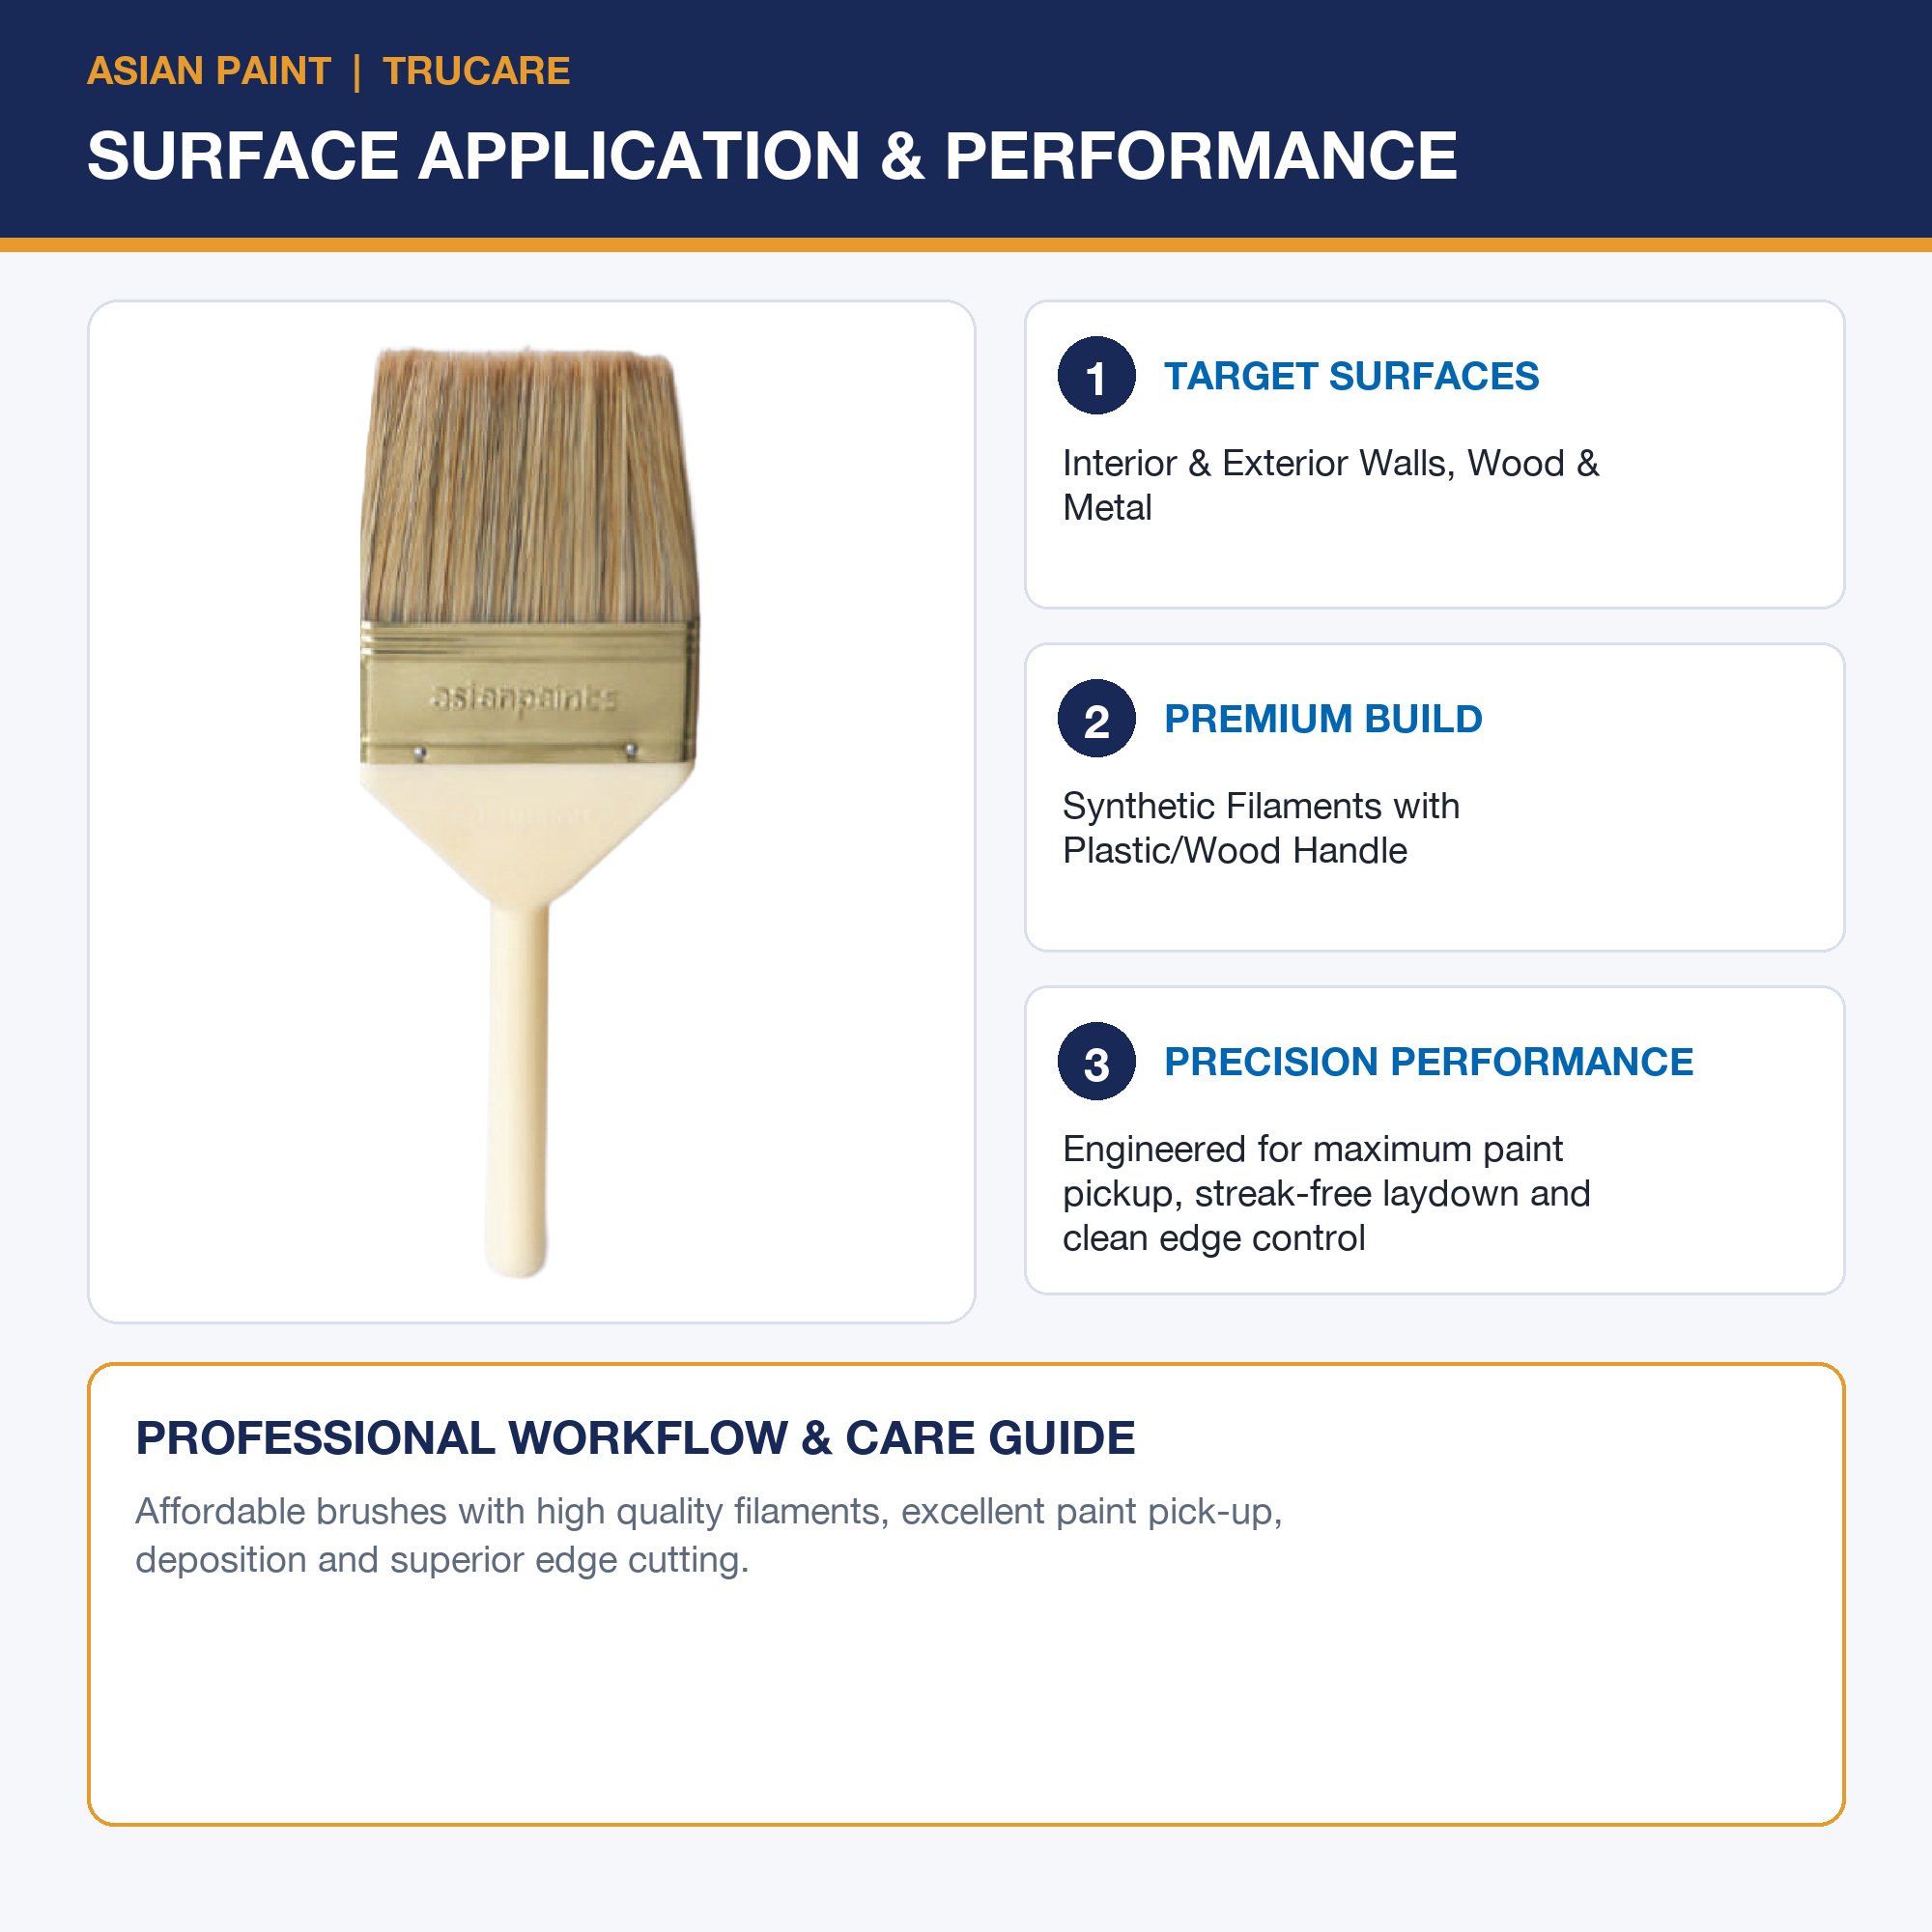 ASIAN PAINT | TRUCARE
SURFACE APPLICATION & PERFORMANCE
asianpaints
1 TARGET SURFACES
Interior & Exterior Walls, Wood &
Metal
2 PREMIUM BUILD
Synthetic Filaments with
Plastic/Wood Handle
3 PRECISION PERFORMANCE
Engineered for maximum paint
pickup, streak-free laydown and
clean edge control
PROFESSIONAL WORKFLOW & CARE GUIDE
Affordable brushes with high quality filaments, excellent paint pick-up,
deposition and superior edge cutting.